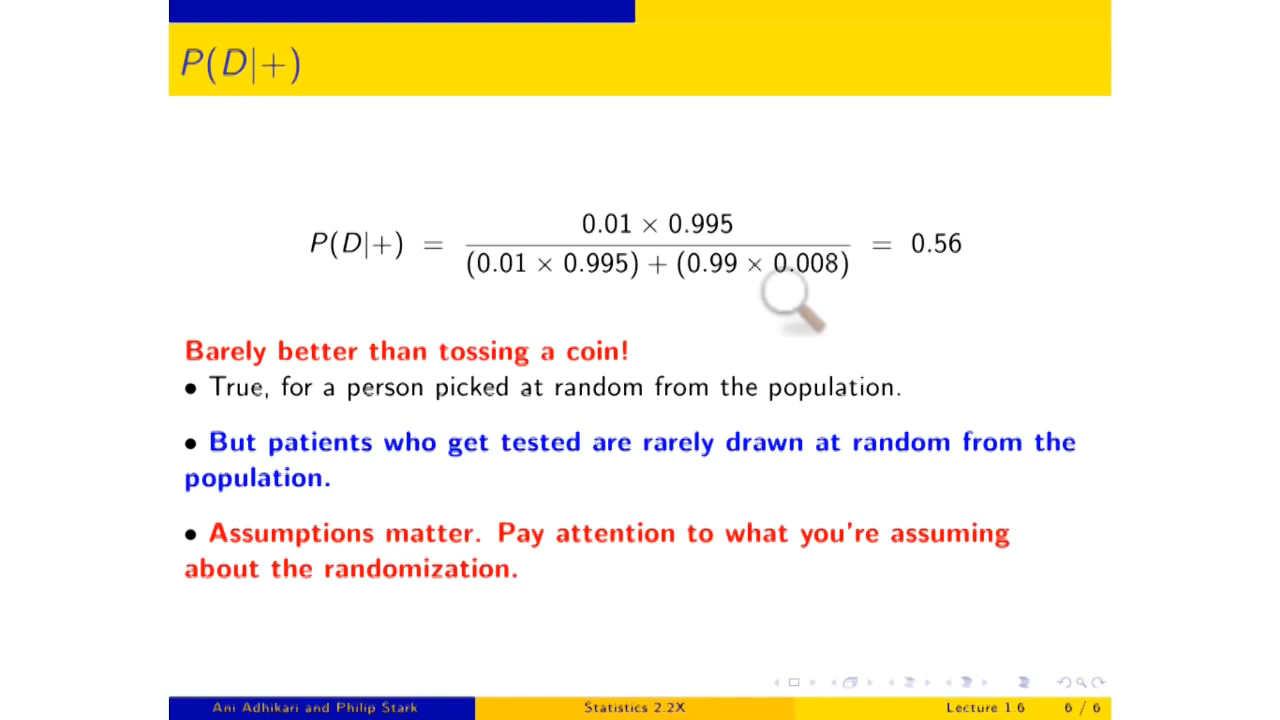 P(D|+)
0.01 × 0.995
P(D|+) = = 0.56
(0.01 × 0.995) + (0.99 × 0.008)
Barely better than tossing a coin!
• True, for a person picked at random from the population.
• But patients who get tested are rarely drawn at random from the
population.
• Assumptions matter. Pay attention to what you're assuming
about the randomization.
Ani Adhikari and Philip Stark Statistics 2.2X Lecture 1.6 6 / 6